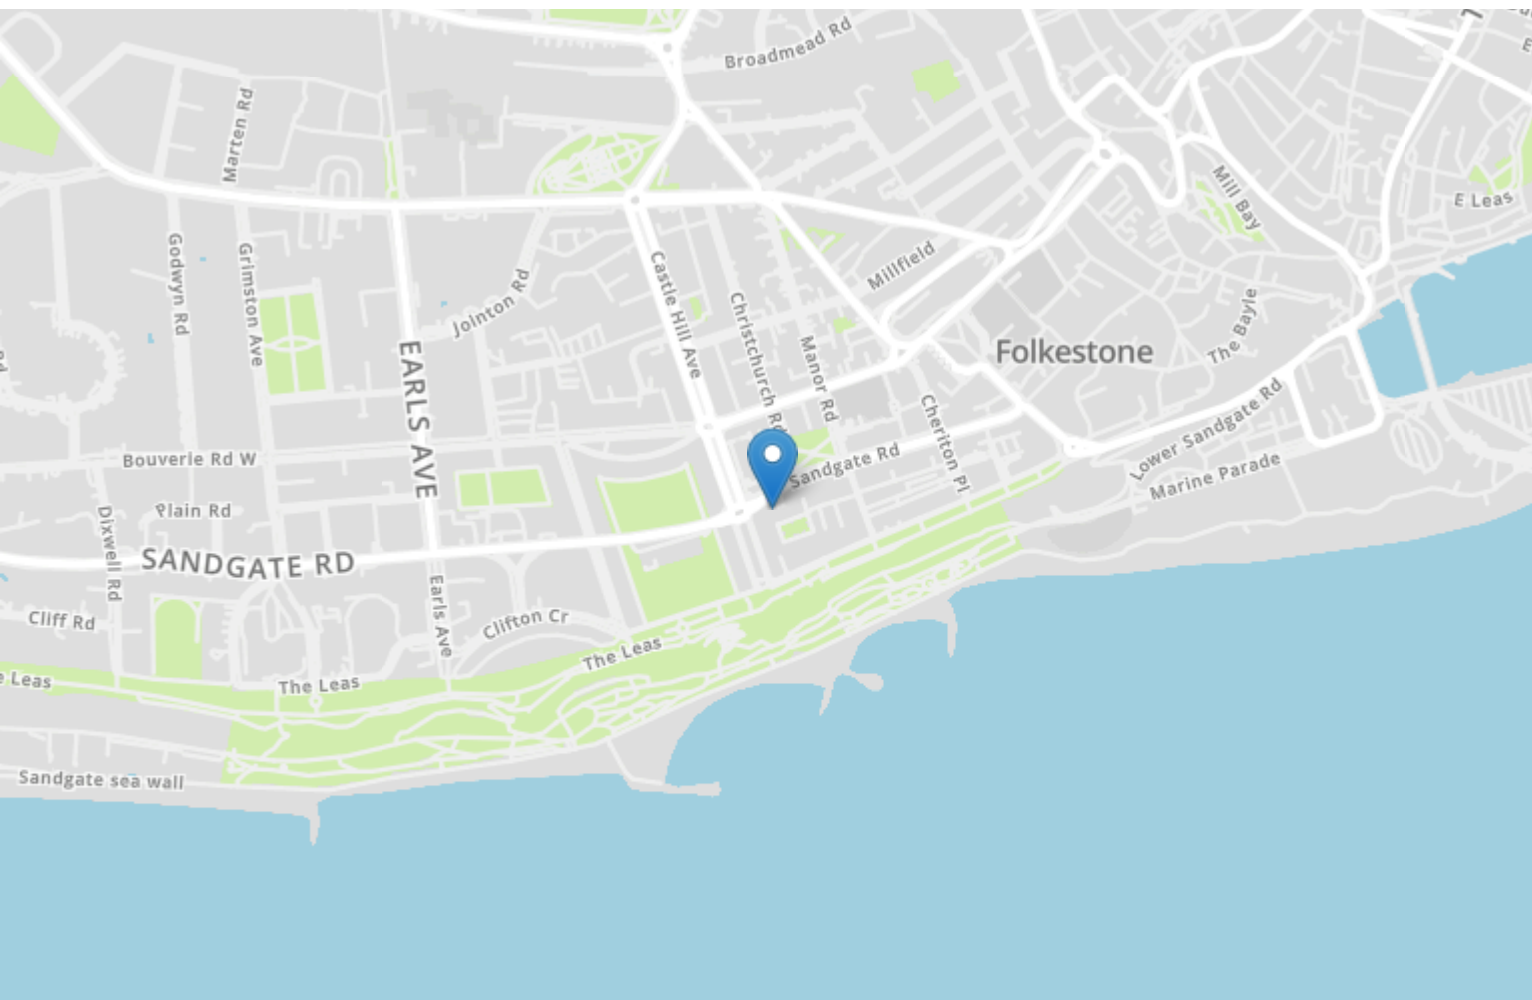 Broadmead Rd
Marten Rd
Mill Bay
E Leas
Godwyn Rd
Grimston Ave
Jointon Rd
Castle Hill Ave
Millfield
Christchurch Rd
Manor Rd
The Bayle
Folkestone
EARLS AVE
Cheriton Pl
Lower Sandgate Rd
Bouverie Rd W
Sandgate Rd
Marine Parade
Plain Rd
Dixwell Rd
SANDGATE RD
Earls Ave
Cliff Rd
Clifton Cr
The Leas
e Leas
The Leas
Sandgate sea wall